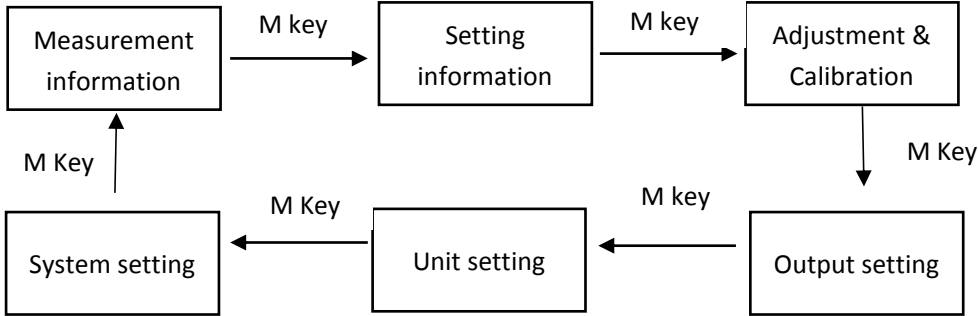 Measurement
information
M key
Setting
information
M key
Adjustment &
Calibration
M Key
M Key
System setting
M Key
Unit setting
M key
Output setting